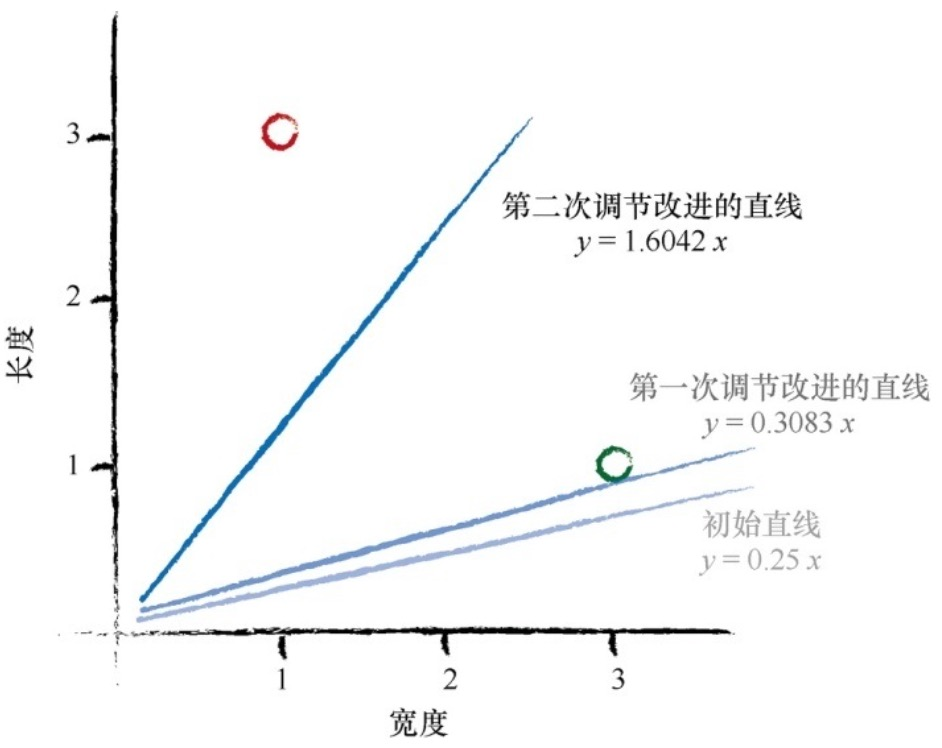 3
第二次调节改进的直线
y = 1.6042 x
2
长度
第一次调节改进的直线
y = 0.3083 x
1
初始直线
y = 0.25 x
1
2
3
宽度